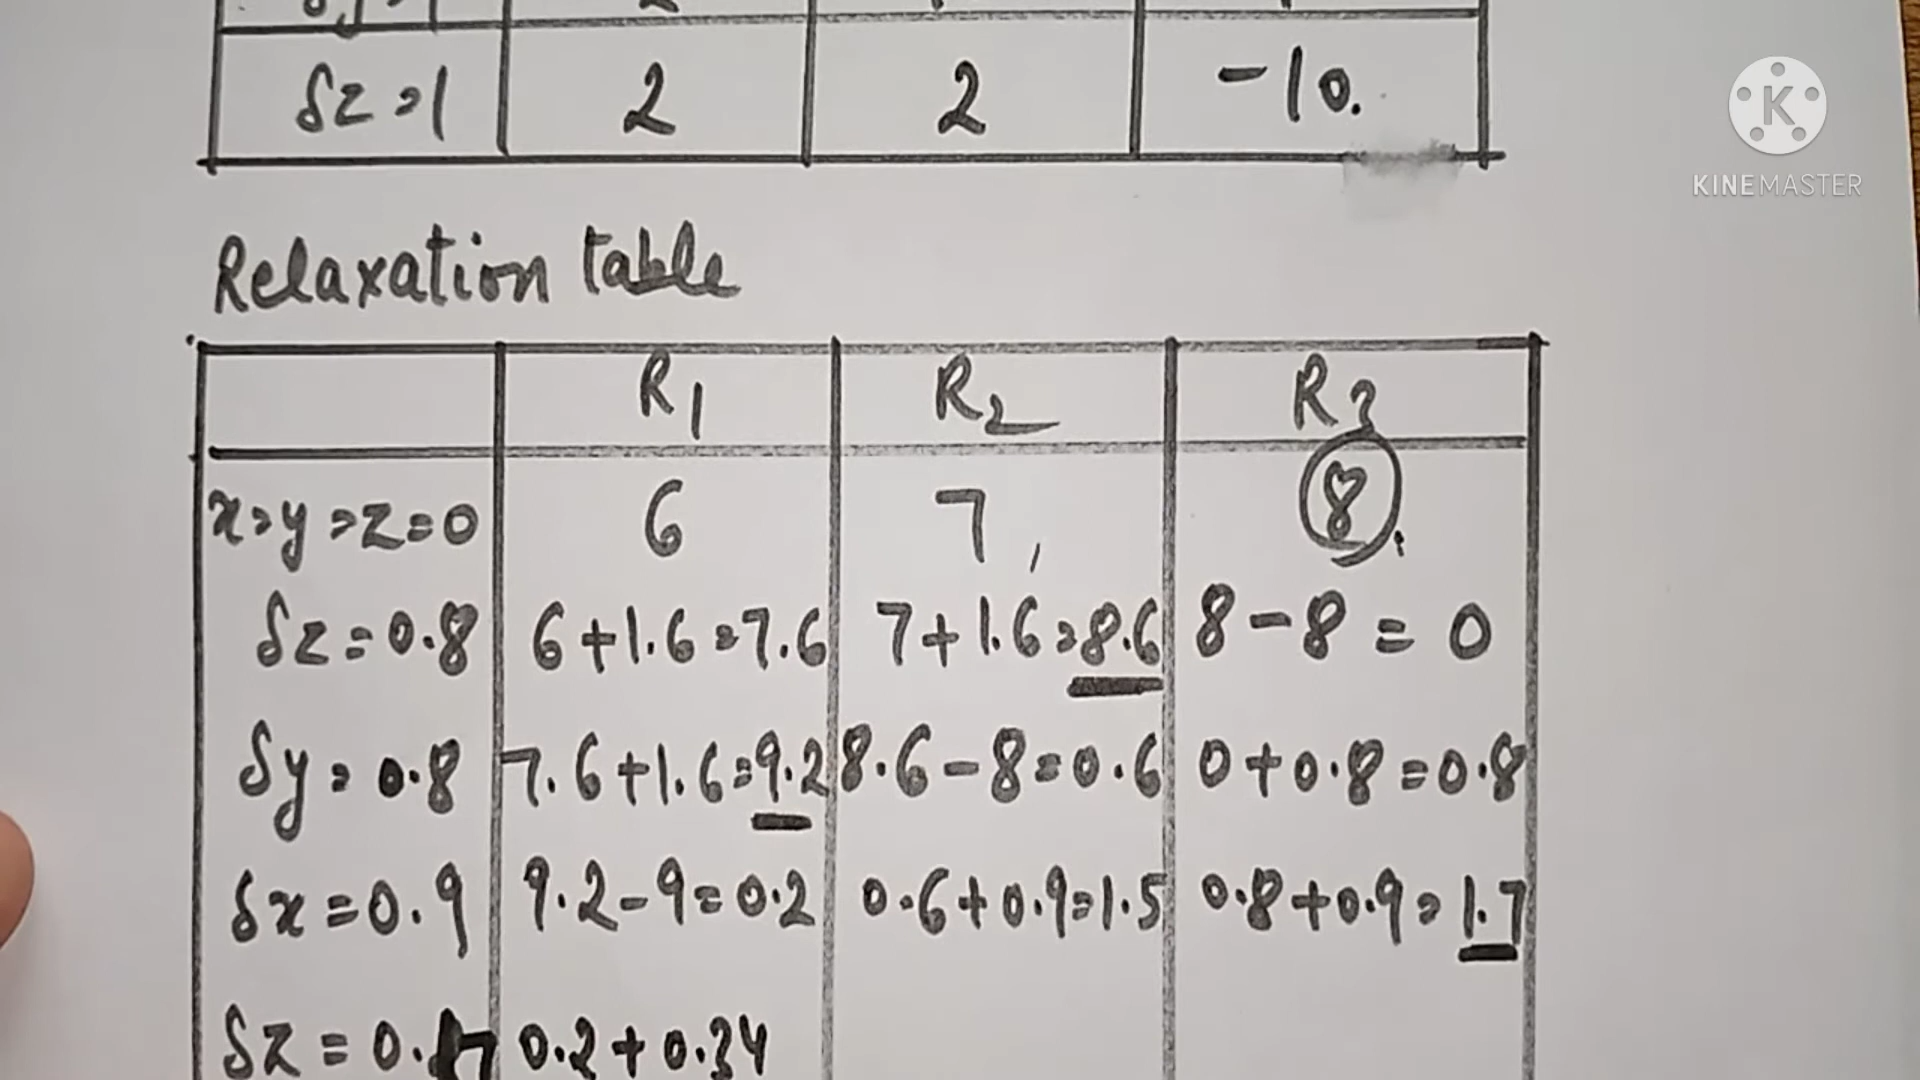 δz=1 2 2 -10.
KINEMASTER
Relaxation table
R1 R2 R3
x=y=z=0 6 7 8
δz=0.8 6+1.6=7.6 7+1.6=8.6 8-8=0
δy=0.8 7.6+1.6=9.2 8.6-8=0.6 0+0.8=0.8
δx=0.9 9.2-9=0.2 0.6+0.9=1.5 0.8+0.9=1.7
δz=0.17 0.2+0.34